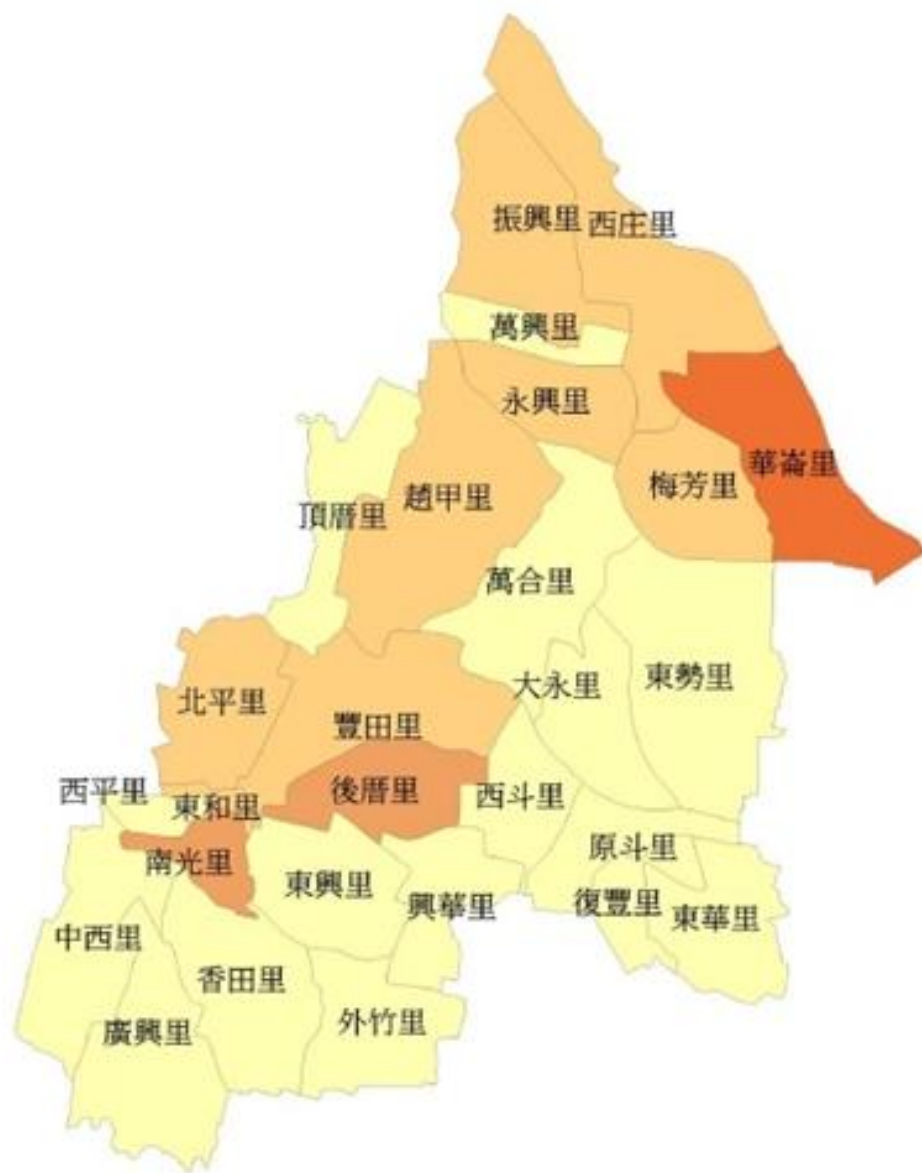 振興里
西庄里
萬興里
永興里
華崙里
梅芳里
趙甲里
頂厝里
萬合里
東勢里
大永里
北平里
豐田里
後厝里
西平里
東和里
西斗里
南光里
原斗里
東興里
復豐里
東華里
興華里
中西里
香田里
廣興里
外竹里